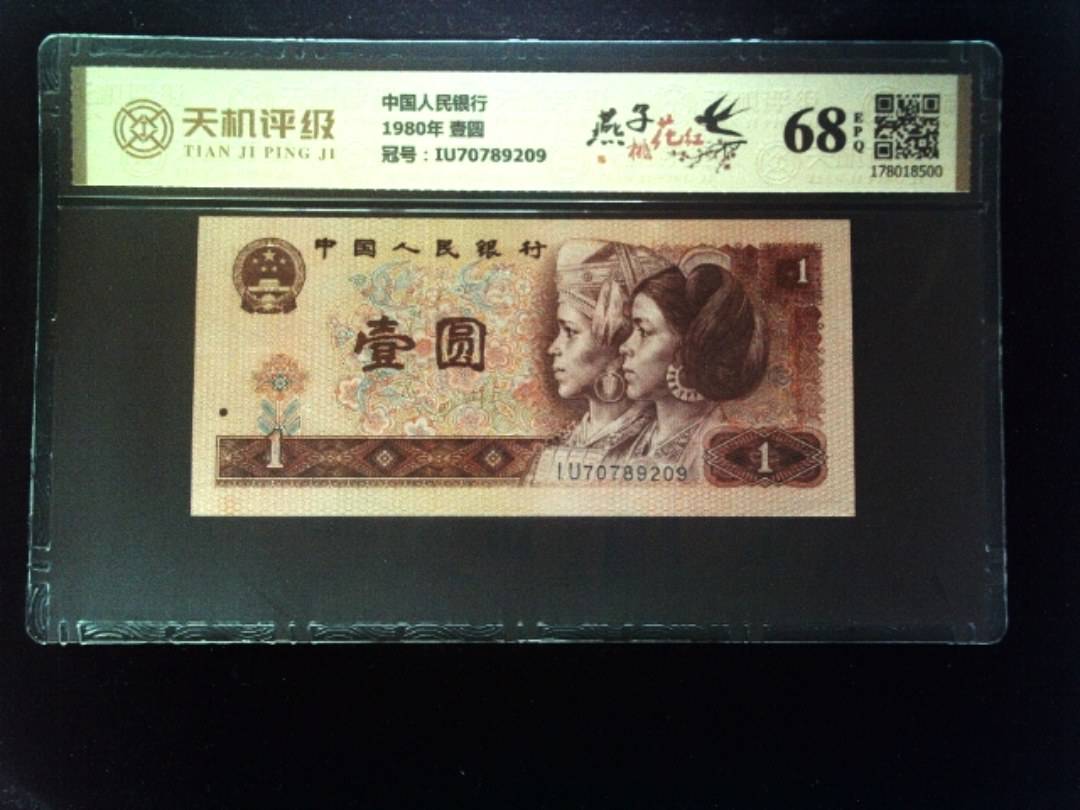 天机评级
TIAN JI PING JI
中国人民银行
1980年 壹圆
冠号：IU70789209
燕子
桃花红
68
EPQ
178018500
中国人民银行
壹圆
1
1
1
IU70789209